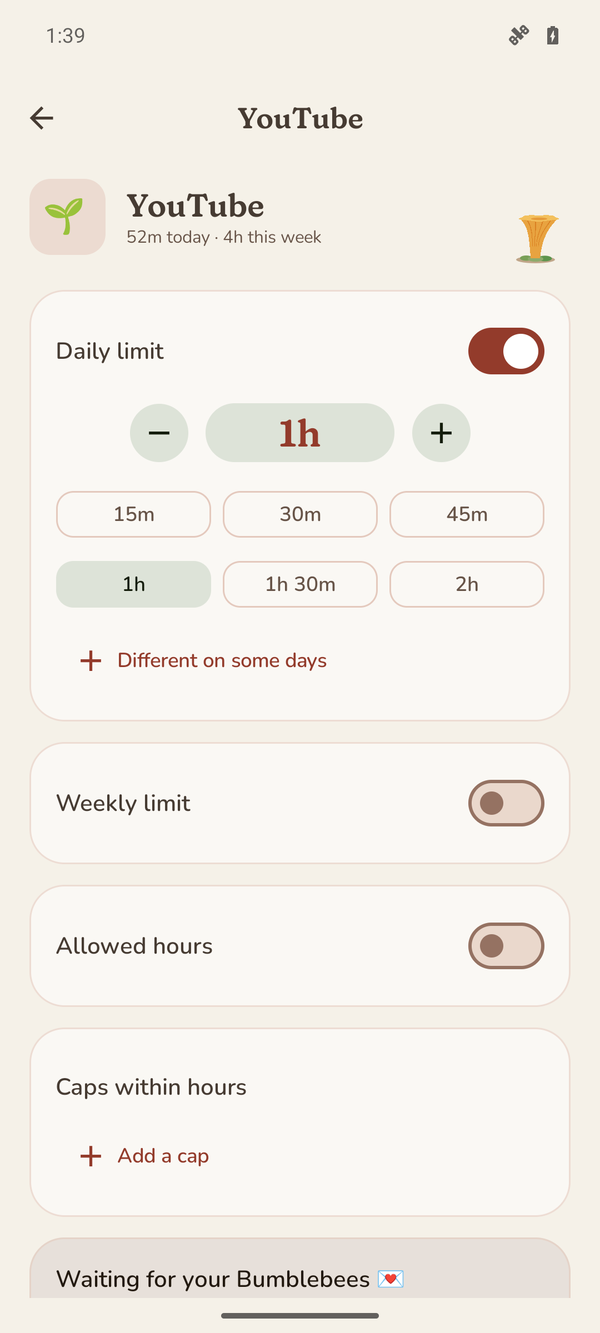 1:39
YouTube
YouTube
52m today · 4h this week
Daily limit
1h
15m 30m 45m
1h 1h 30m 2h
Different on some days
Weekly limit
Allowed hours
Caps within hours
Add a cap
Waiting for your Bumblebees 💌